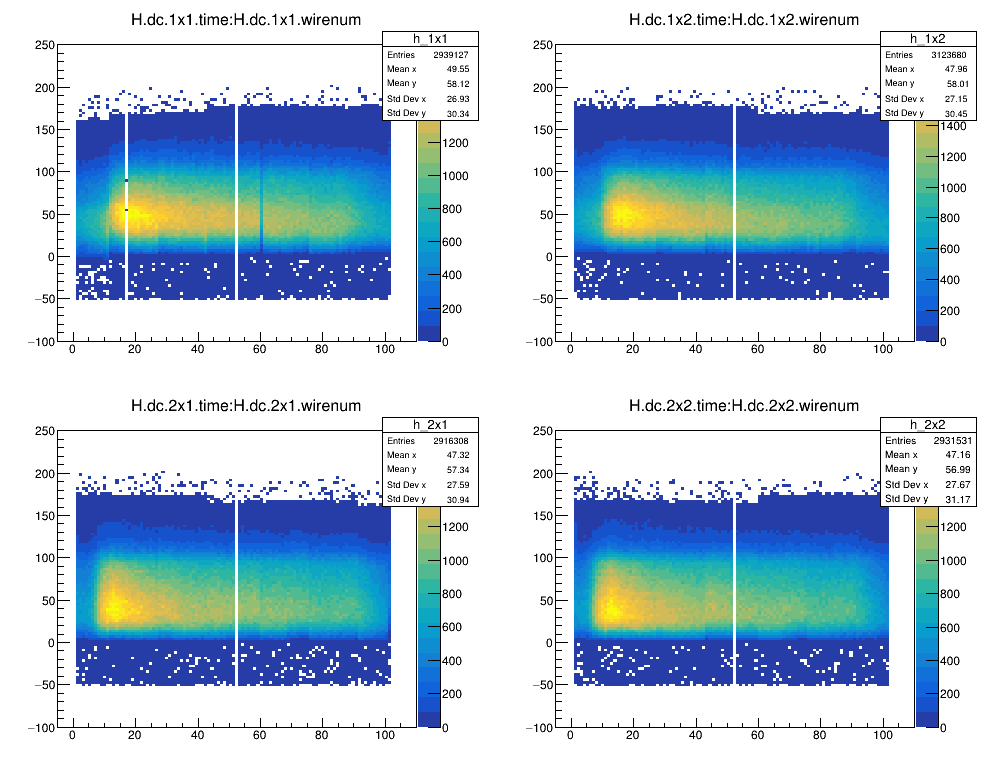 H.dc.1x1.time:H.dc.1x1.wirenum
h_1x1
Entries 2939127
Mean x 49.55
Mean y 58.12
Std Dev x 26.93
Std Dev y 30.34
250
200
150
100
50
0
−50
−100
0 20 40 60 80 100
1200
1000
800
600
400
200
0
H.dc.1x2.time:H.dc.1x2.wirenum
h_1x2
Entries 3123680
Mean x 47.96
Mean y 58.01
Std Dev x 27.15
Std Dev y 30.45
250
200
150
100
50
0
−50
−100
0 20 40 60 80 100
1400
1200
1000
800
600
400
200
0
H.dc.2x1.time:H.dc.2x1.wirenum
h_2x1
Entries 2916308
Mean x 47.32
Mean y 57.34
Std Dev x 27.59
Std Dev y 30.94
250
200
150
100
50
0
−50
−100
0 20 40 60 80 100
1200
1000
800
600
400
200
0
H.dc.2x2.time:H.dc.2x2.wirenum
h_2x2
Entries 2931531
Mean x 47.16
Mean y 56.99
Std Dev x 27.67
Std Dev y 31.17
250
200
150
100
50
0
−50
−100
0 20 40 60 80 100
1200
1000
800
600
400
200
0